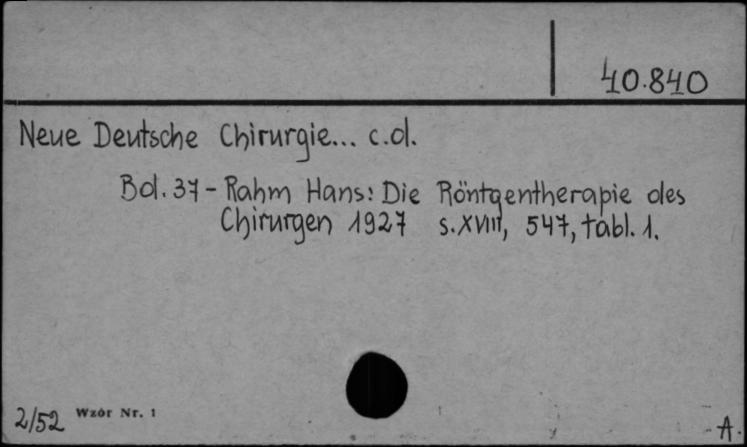 40.840
Neue Deutsche Chirurgie... c.d.
Bd. 37 - Rahm Hans: Die Röntgentherapie des
Chirurgen 1927 s. XVIII, 547, tabl. 1.
2/52 Wzór Nr. 1
A.